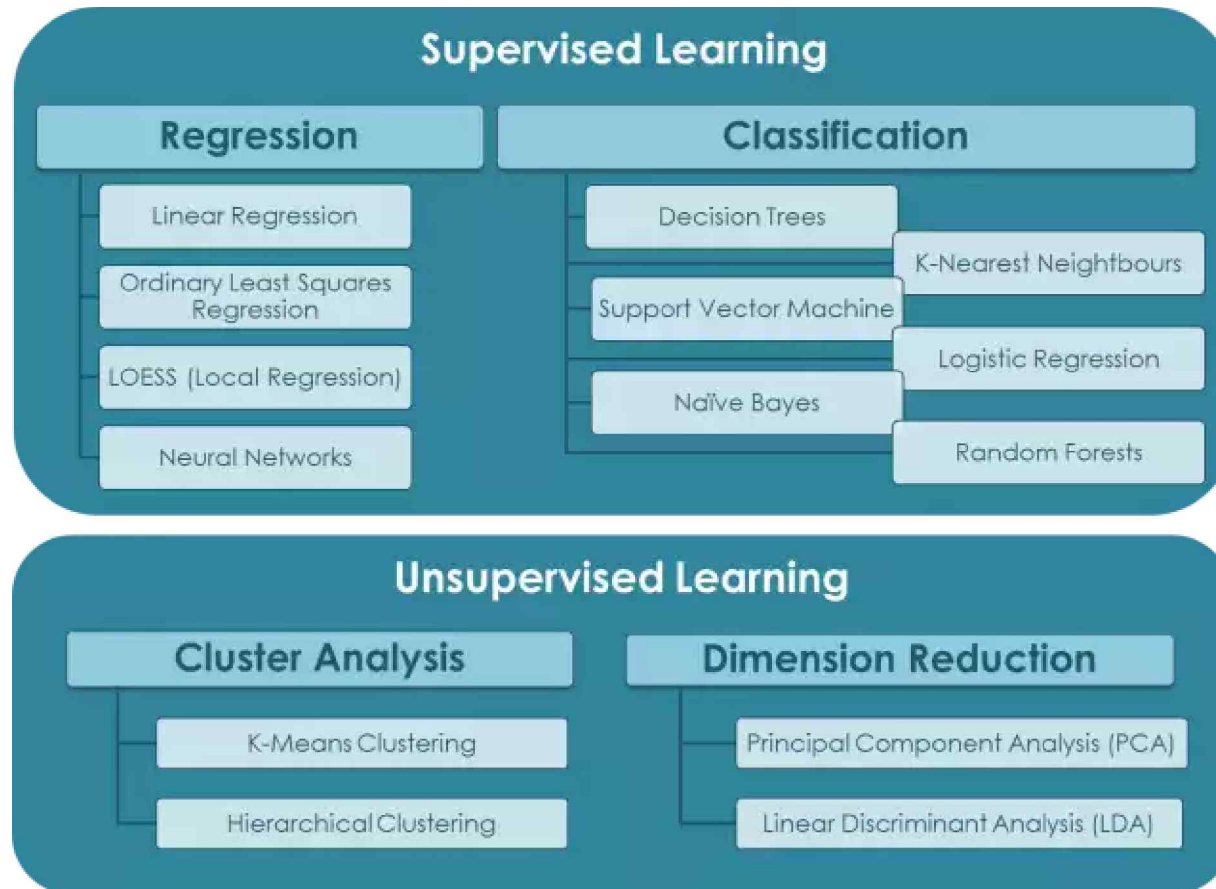 Supervised Learning
Regression
Linear Regression
Ordinary Least Squares
Regression
LOESS (Local Regression)
Neural Networks
Classification
Decision Trees
K-Nearest Neightbours
Support Vector Machine
Logistic Regression
Naïve Bayes
Random Forests
Unsupervised Learning
Cluster Analysis
K-Means Clustering
Hierarchical Clustering
Dimension Reduction
Principal Component Analysis (PCA)
Linear Discriminant Analysis (LDA)